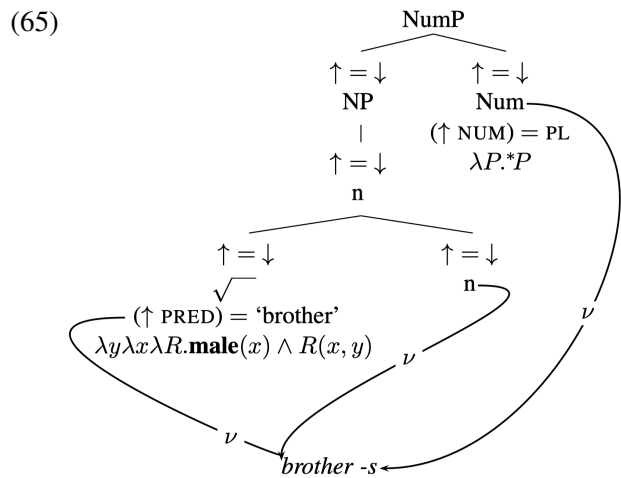 (65)
NumP
↑ = ↓ ↑ = ↓
NP Num
(↑ NUM) = PL
↑ = ↓ λP.*P
n
↑ = ↓ ↑ = ↓
√ n
(↑ PRED) = ‘brother’
λyλxλR.male(x) ∧ R(x, y)
ν
ν
ν
brother -s